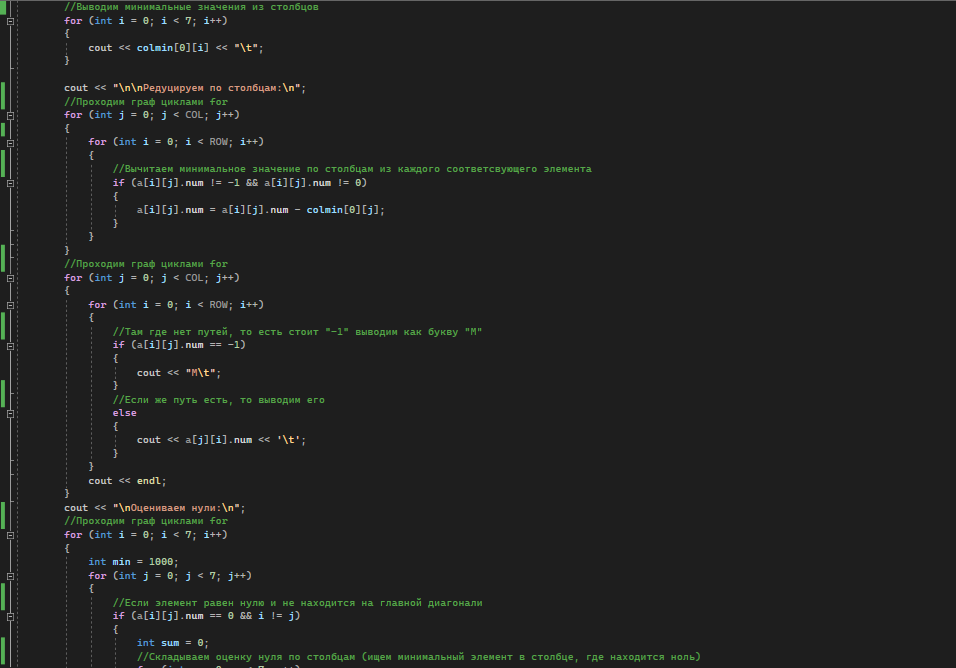 //Выводим минимальные значения из столбцов
for (int i = 0; i < 7; i++)
{
cout << colmin[0][i] << "\t";
}
cout << "\n\nРедуцируем по столбцам:\n";
//Проходим граф циклами for
for (int j = 0; j < COL; j++)
{
for (int i = 0; i < ROW; i++)
{
//Вычитаем минимальное значение по столбцам из каждого соответсвующего элемента
if (a[i][j].num != -1 && a[i][j].num != 0)
{
a[i][j].num = a[i][j].num - colmin[0][j];
}
}
}
//Проходим граф циклами for
for (int j = 0; j < COL; j++)
{
for (int i = 0; i < ROW; i++)
{
//Там где нет путей, то есть стоит "-1" выводим как букву "М"
if (a[i][j].num == -1)
{
cout << "M\t";
}
//Если же путь есть, то выводим его
else
{
cout << a[j][i].num << '\t';
}
}
cout << endl;
}
cout << "\nОцениваем нули:\n";
//Проходим граф циклами for
for (int i = 0; i < 7; i++)
{
int min = 1000;
for (int j = 0; j < 7; j++)
{
//Если элемент равен нулю и не находится на главной диагонали
if (a[i][j].num == 0 && i != j)
{
int sum = 0;
//Складываем оценку нуля по столбцам (ищем минимальный элемент в столбце, где находится ноль)